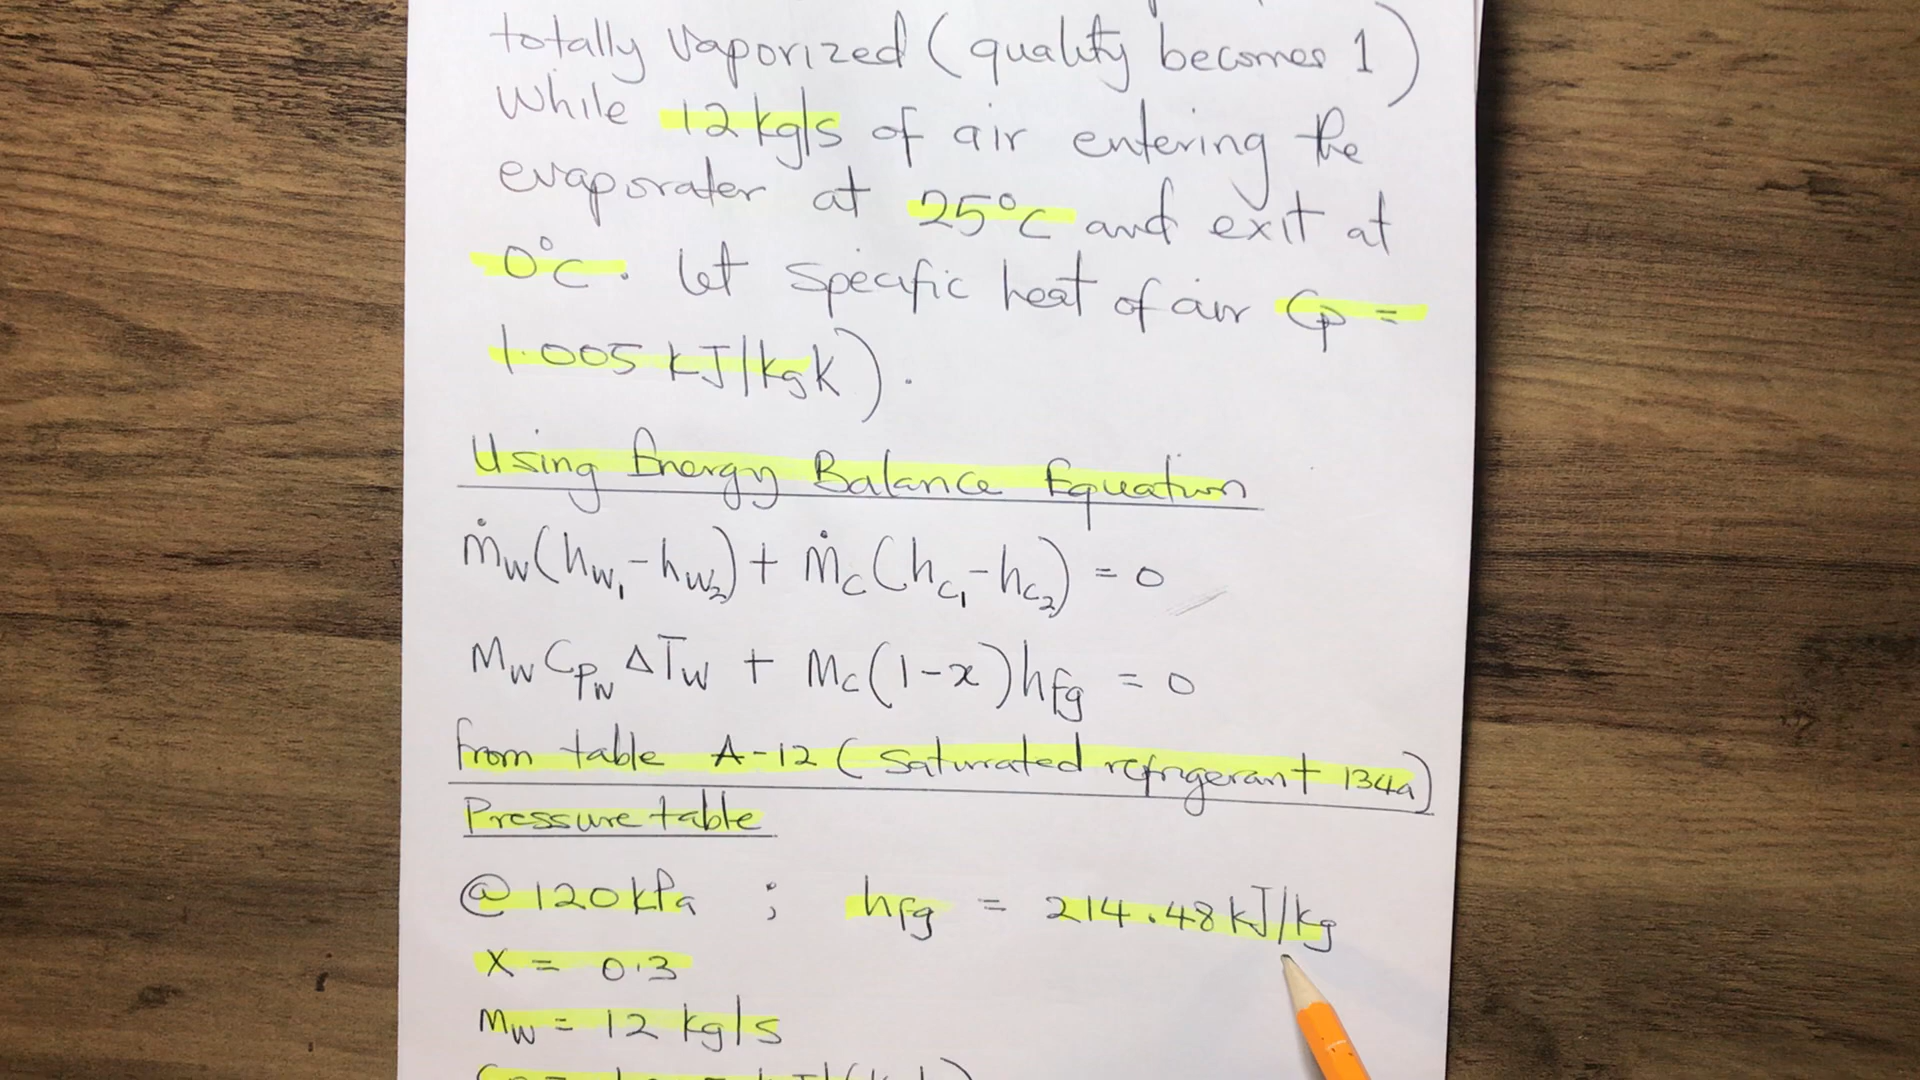 totally vaporized (quality becomes 1)
while 12 kg/s of air entering the
evaporater at 25°C and exit at
0°C. let specific heat of air Cp =
1.005 kJ/kgK).
Using Energy Balance Equation
ṁw(hw₁-hw₂) + ṁc(hc₁-hc₂) = 0
mwCpwΔTw + mc(1-x)hfg = 0
from table A-12 (saturated refrigerant 134a)
Pressure table
@ 120 kPa ; hfg = 214.48 kJ/kg
x = 0.3
mw = 12 kg/s